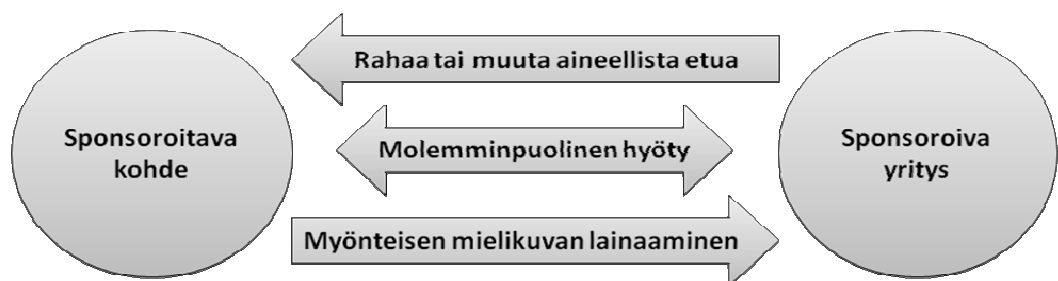 Rahaa tai muuta aineellista etua
Sponsoroitava
kohde
Molemminpuolinen hyöty
Sponsoroiva
yritys
Myönteisen mielikuvan lainaaminen